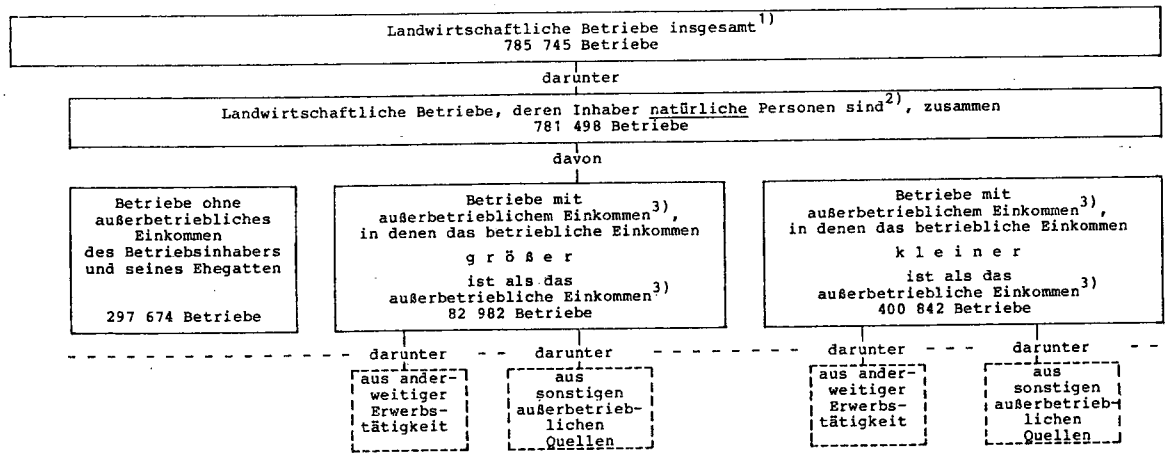 Landwirtschaftliche Betriebe insgesamt1)
785 745 Betriebe
darunter
Landwirtschaftliche Betriebe, deren Inhaber natürliche Personen sind2), zusammen
781 498 Betriebe
davon
Betriebe ohne
außerbetriebliches
Einkommen
des Betriebsinhabers
und seines Ehegatten
297 674 Betriebe
Betriebe mit
außerbetrieblichem Einkommen3),
in denen das betriebliche Einkommen
g r ö ß e r
ist als das
außerbetriebliche Einkommen3)
82 982 Betriebe
Betriebe mit
außerbetrieblichem Einkommen3),
in denen das betriebliche Einkommen
k l e i n e r
ist als das
außerbetriebliche Einkommen3)
400 842 Betriebe
darunter
aus ander-
weitiger
Erwerbs-
tätigkeit
darunter
aus
sonstigen
außerbetrieb-
lichen
Quellen
darunter
aus ander-
weitiger
Erwerbs-
tätigkeit
darunter
aus
sonstigen
außerbetrieb-
lichen
Quellen